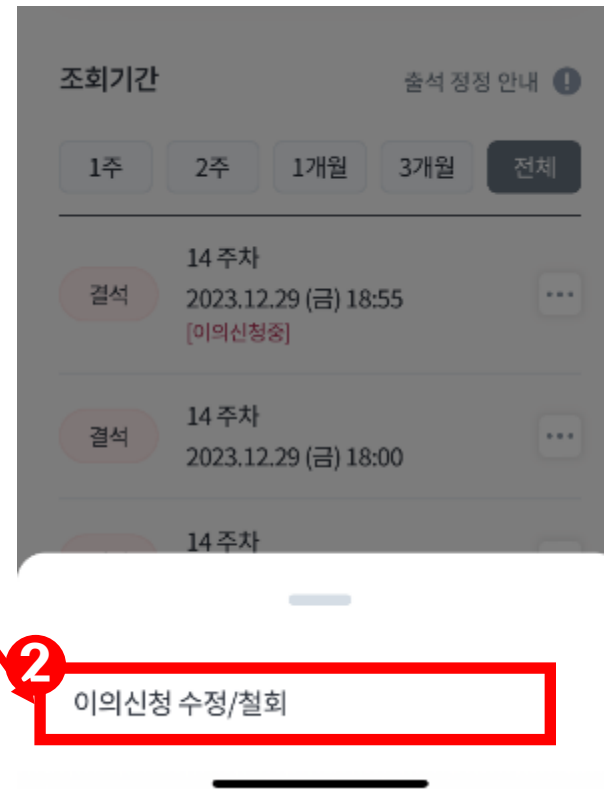 조회기간 출석 정정 안내 !
1주 2주 1개월 3개월 전체
14 주차
결석 2023.12.29 (금) 18:55
[이의신청중]
14 주차
결석 2023.12.29 (금) 18:00
14 주차
2
이의신청 수정/철회